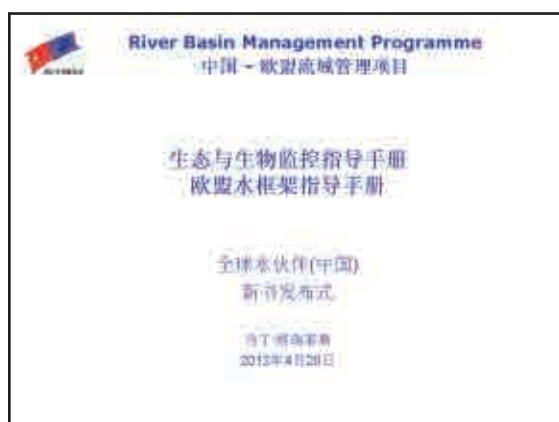 River Basin Management Programme
中国 - 欧盟流域管理项目
生态与生物监控指导手册
欧盟水框架指导手册
全球水伙伴(中国)
新书发布式
马丁